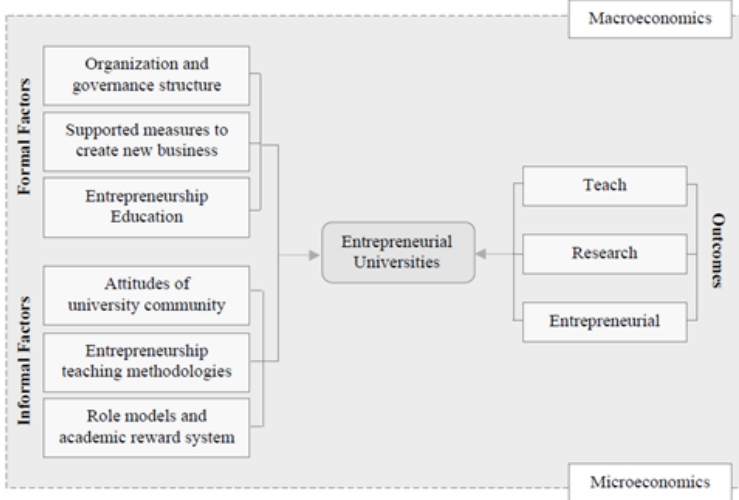 Macroeconomics
Formal Factors
Organization and
governance structure
Supported measures to
create new business
Entrepreneurship
Education
Informal Factors
Attitudes of
university community
Entrepreneurship
teaching methodologies
Role models and
academic reward system
Entrepreneurial
Universities
Teach
Research
Entrepreneurial
Outcomes
Microeconomics